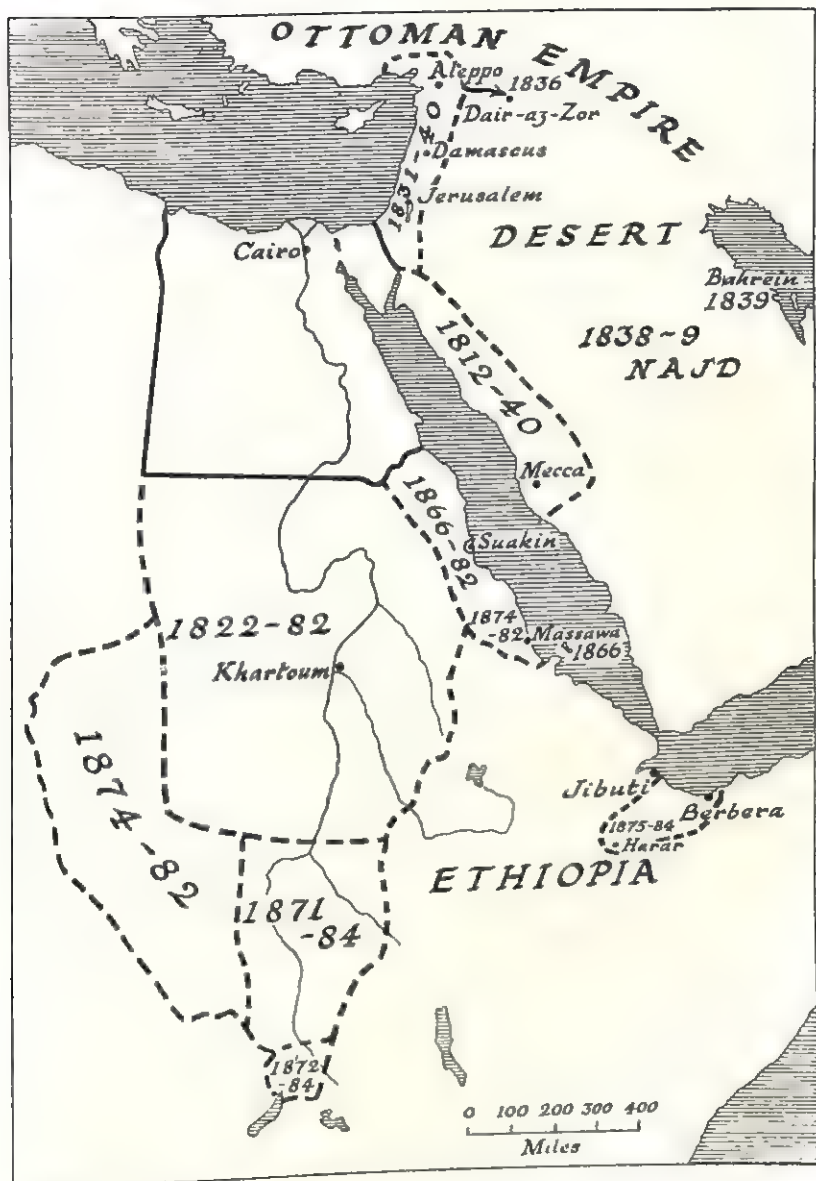 OTTOMAN EMPIRE
Aleppo
1836
Dair-az-Zor
1831-40
Damascus
Jerusalem
Cairo
DESERT
Bahrein
1839
1838-9
NAJD
1812-40
Mecca
1866-82
Suakin
1874
-82
Massawa
1866
1822-82
Khartoum
1874-82
Jibuti
Berbera
1875-84
Harar
ETHIOPIA
1871
-84
1872
-84
0 100 200 300 400
Miles